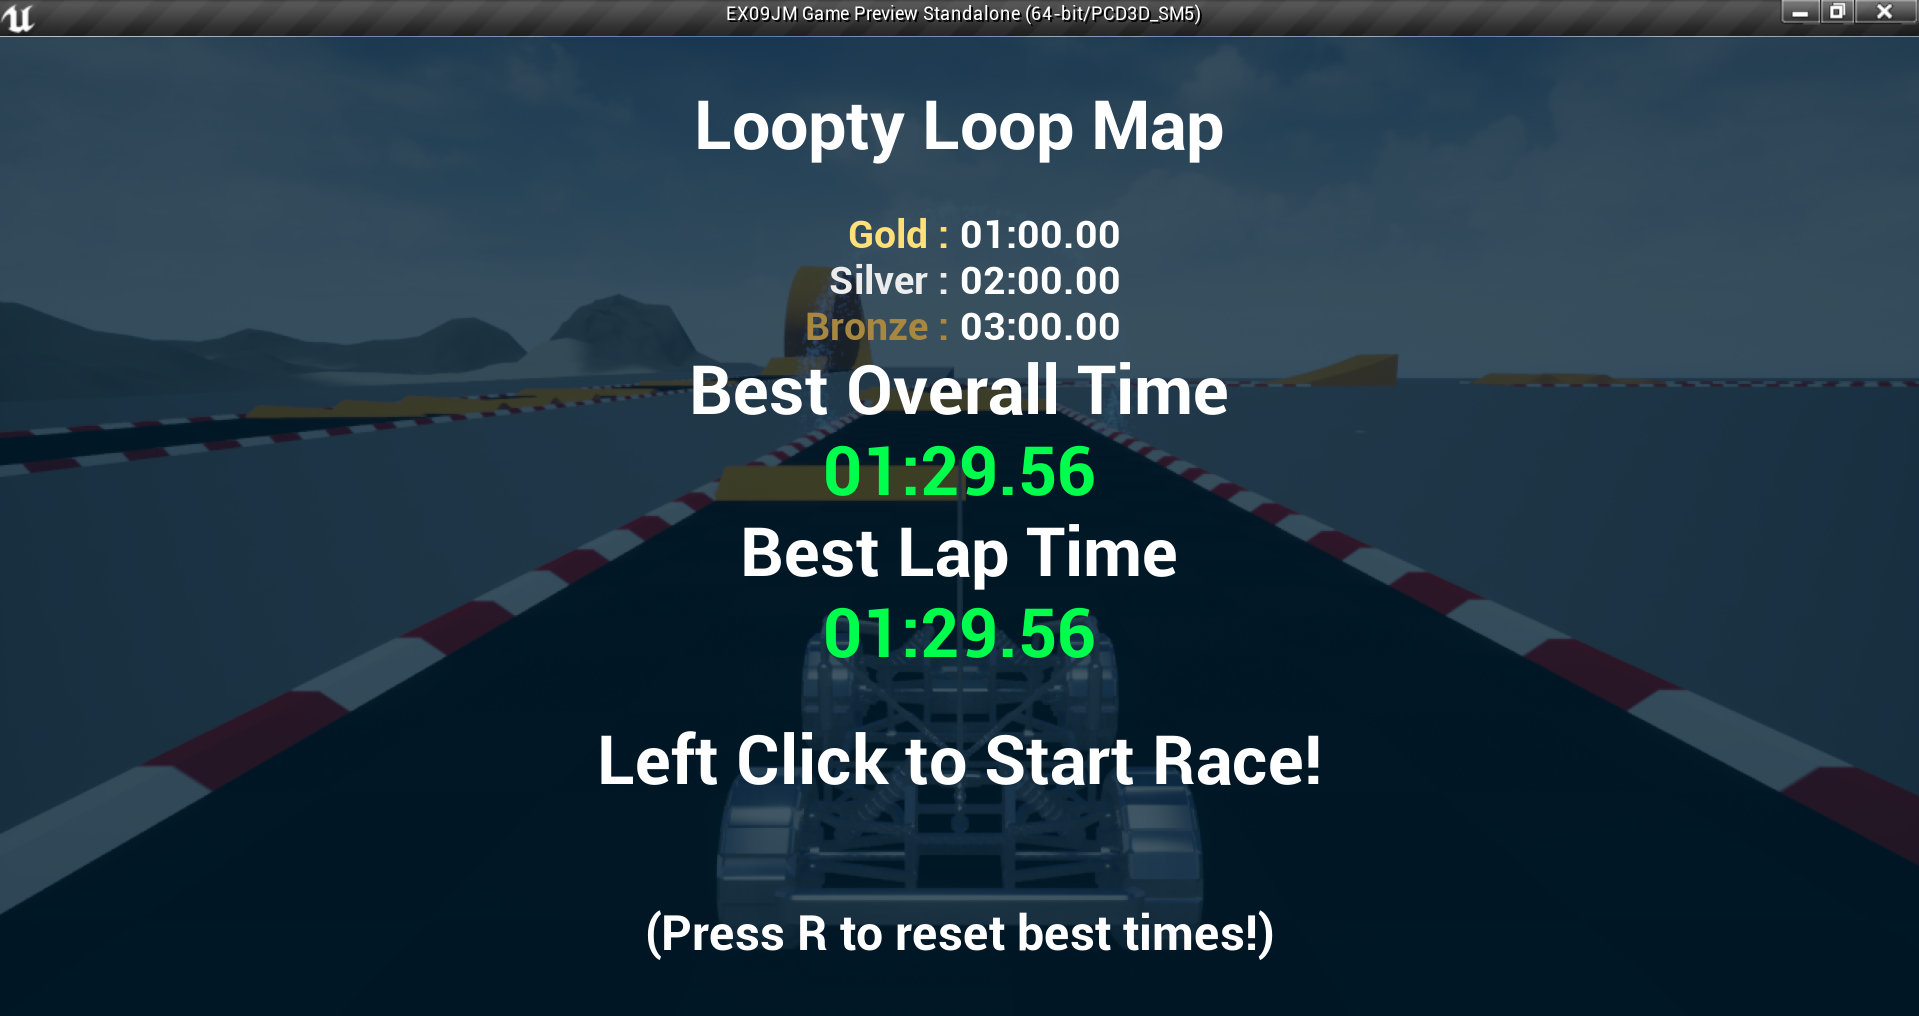 EX09JM Game Preview Standalone (64-bit/PCD3D_SM5)
Loopty Loop Map
Gold : 01:00.00
Silver : 02:00.00
Bronze : 03:00.00
Best Overall Time
01:29.56
Best Lap Time
01:29.56
Left Click to Start Race!
(Press R to reset best times!)